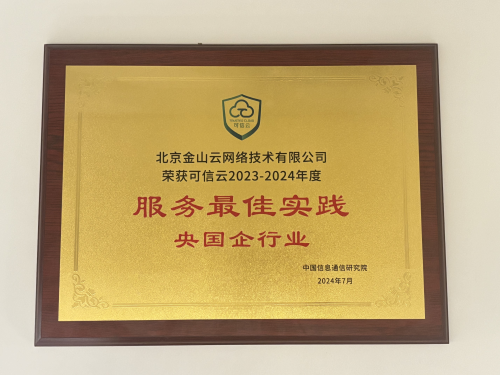 可信云
北京金山云网络技术有限公司
荣获可信云2023-2024年度
服务最佳实践
央国企行业
中国信息通信研究院
2024年7月